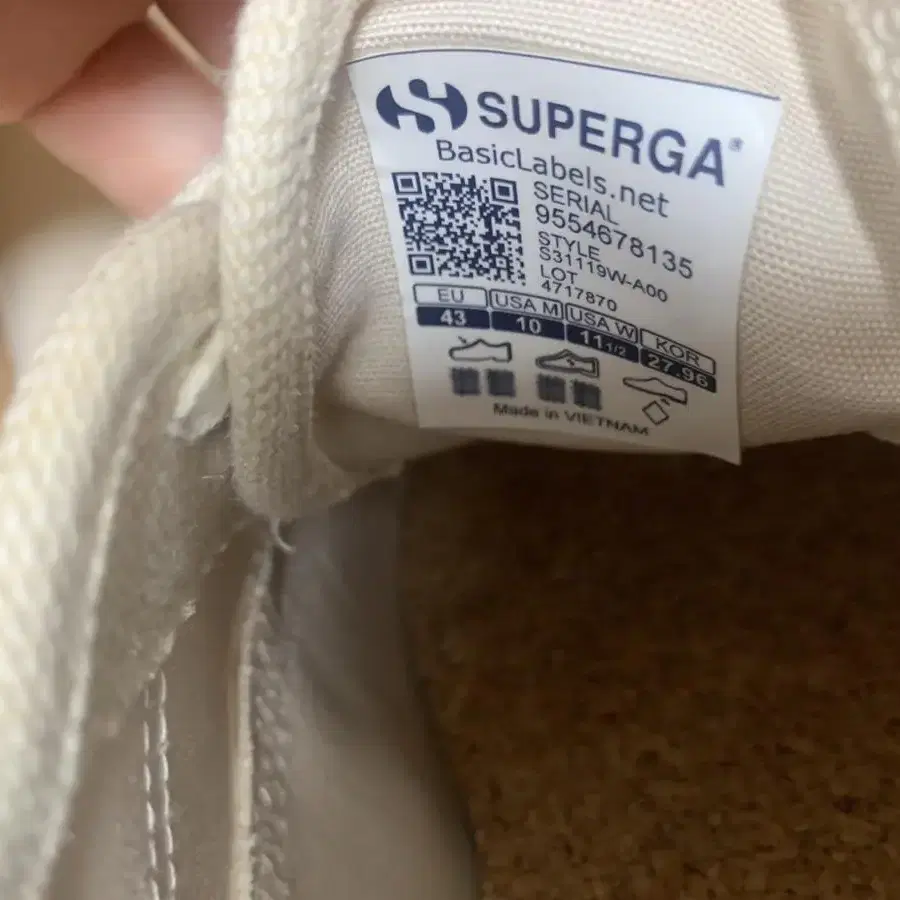 SUPERGA®
BasicLabels.net
SERIAL
9554678135
STYLE
S31119W-A00
LOT
4717870
EU USA M USA W KOR
43 10 11 1/2 27.96
Made in VIETNAM